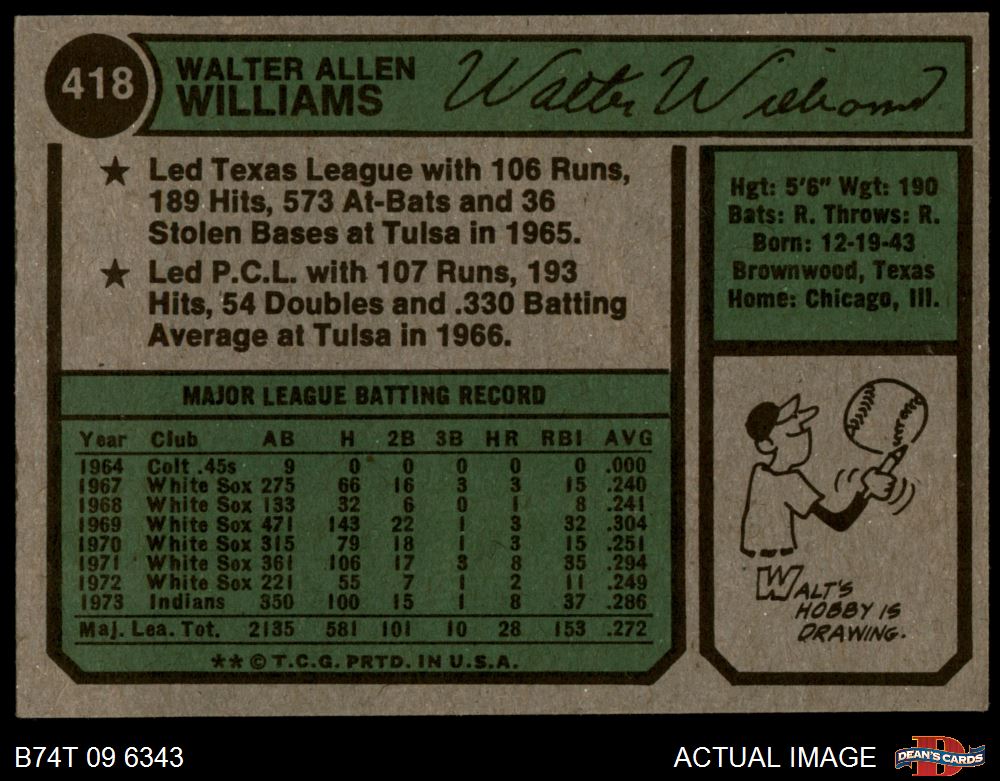 418
WALTER ALLEN
WILLIAMS
Walter Williams
★ Led Texas League with 106 Runs,
189 Hits, 573 At-Bats and 36
Stolen Bases at Tulsa in 1965.
★ Led P.C.L. with 107 Runs, 193
Hits, 54 Doubles and .330 Batting
Average at Tulsa in 1966.
Hgt: 5'6" Wgt: 190
Bats: R. Throws: R.
Born: 12-19-43
Brownwood, Texas
Home: Chicago, Ill.
MAJOR LEAGUE BATTING RECORD
Year Club AB H 2B 3B HR RBI AVG
1964 Colt .45s 9 0 0 0 0 0 .000
1967 White Sox 275 66 16 3 3 15 .240
1968 White Sox 133 32 6 0 1 8 .241
1969 White Sox 471 143 22 1 3 32 .304
1970 White Sox 315 79 18 1 3 15 .251
1971 White Sox 361 106 17 3 8 35 .294
1972 White Sox 221 55 7 1 2 11 .249
1973 Indians 350 100 15 1 8 37 .286
Maj. Lea. Tot. 2135 581 101 10 28 153 .272
** © T.C.G. PRTD. IN U.S.A.
WALT'S
HOBBY IS
DRAWING.
B74T 09 6343
ACTUAL IMAGE
D
DEAN'S CARDS